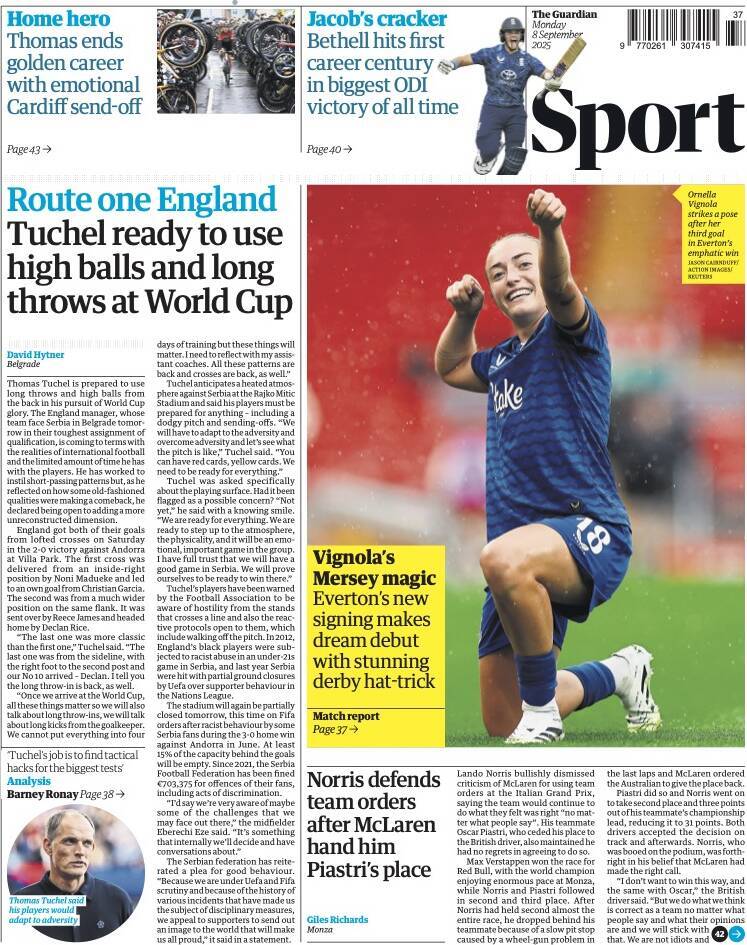 Home hero
Thomas ends
golden career
with emotional
Cardiff send-off
Page 43 →
Jacob's cracker
Bethell hits first
career century
in biggest ODI
victory of all time
Page 40 →
The Guardian
Monday
8 September
2025
37
9 770261 307415
Sport
Route one England
Tuchel ready to use
high balls and long
throws at World Cup
David Hytner
Belgrade
Thomas Tuchel is prepared to use
long throws and high balls from
the back in his pursuit of World Cup
glory. The England manager, whose
team face Serbia in Belgrade tomor-
row in their toughest assignment of
qualification, is coming to terms with
the realities of international football
and the limited amount of time he has
with the players. He has worked to
instil short-passing patterns but, as he
reflected on how some old-fashioned
qualities were making a comeback, he
declared being open to adding a more
unreconstructed dimension.
England got both of their goals
from lofted crosses on Saturday
in the 2-0 victory against Andorra
at Villa Park. The first cross was
delivered from an inside-right
position by Noni Madueke and led
to an own goal from Christian Garcia.
The second was from a much wider
position on the same flank. It was
sent over by Reece James and headed
home by Declan Rice.
"The last one was more classic
than the first one," Tuchel said. "The
last one was from the sideline, with
the right foot to the second post and
our No 10 arrived – Declan. I tell you
the long throw-in is back, as well.
"Once we arrive at the World Cup,
all these things matter so we will also
talk about long throw-ins, we will talk
about long kicks from the goalkeeper.
We cannot put everything into four
days of training but these things will
matter. I need to reflect with my assis-
tant coaches. All these patterns are
back and crosses are back, as well."
Tuchel anticipates a heated atmos-
phere against Serbia at the Rajko Mitic
Stadium and said his players must be
prepared for anything – including a
dodgy pitch and sending-offs. "We
will have to adapt to the adversity and
overcome adversity and let's see what
the pitch is like," Tuchel said. "You
can have red cards, yellow cards. We
need to be ready for everything."
Tuchel was asked specifically
about the playing surface. Had it been
flagged as a possible concern? "Not
yet," he said with a knowing smile.
"We are ready for everything. We are
ready to step up to the atmosphere,
the physicality, and it will be an emo-
tional, important game in the group.
I have full trust that we will have a
good game in Serbia. We will prove
ourselves to be ready to win there."
Tuchel's players have been warned
by the Football Association to be
aware of hostility from the stands
that crosses a line and also the reac-
tive protocols open to them, which
include walking off the pitch. In 2012,
England's black players were sub-
jected to racist abuse in an under-21s
game in Serbia, and last year Serbia
were hit with partial ground closures
by Uefa over supporter behaviour in
the Nations League.
The stadium will again be partially
closed tomorrow, this time on Fifa
orders after racist behaviour by some
Serbia fans during the 3-0 home win
against Andorra in June. At least
15% of the capacity behind the goals
will be empty. Since 2021, the Serbia
Football Federation has been fined
€703,375 for offences of their fans,
including acts of discrimination.
"I'd say we're very aware of maybe
some of the challenges that we
may face out there," the midfielder
Eberechi Eze said. "It's something
that internally we'll decide and have
conversations about."
The Serbian federation has reite-
rated a plea for good behaviour.
"Because we are under Uefa and Fifa
scrutiny and because of the history of
various incidents that have made us
the subject of disciplinary measures,
we appeal to supporters to send out
an image to the world that will make
us all proud," it said in a statement.
'Tuchel's job is to find tactical
hacks for the biggest tests'
Analysis
Barney Ronay Page 38 →
Thomas Tuchel said
his players would
adapt to adversity
Ornella
Vignola
strikes a pose
after her
third goal
in Everton's
emphatic win
JASON CAIRNDUFF/
ACTION IMAGES/
REUTERS
Stake
18
Vignola's
Mersey magic
Everton's new
signing makes
dream debut
with stunning
derby hat-trick
Match report
Page 37 →
Norris defends
team orders
after McLaren
hand him
Piastri's place
Giles Richards
Monza
Lando Norris bullishly dismissed
criticism of McLaren for using team
orders at the Italian Grand Prix,
saying the team would continue to
do what they felt was right "no mat-
ter what people say". His teammate
Oscar Piastri, who ceded his place to
the British driver, also maintained he
had no regrets in agreeing to do so.
Max Verstappen won the race for
Red Bull, with the world champion
enjoying enormous pace at Monza,
while Norris and Piastri followed
in second and third place. After
Norris had held second almost the
entire race, he dropped behind his
teammate because of a slow pit stop
caused by a wheel-gun problem in
the last laps and McLaren ordered
the Australian to give the place back.
Piastri did so and Norris went on
to take second place and three points
out of his teammate's championship
lead, reducing it to 31 points. Both
drivers accepted the decision on
track and afterwards. Norris, who
was booed on the podium, was forth-
right in his belief that McLaren had
made the right call.
"I don't want to win this way, and
the same with Oscar," the British
driver said. "But we do what we think
is correct as a team no matter what
people say and what their opinions
are and we will stick with
that. We are not idiots and
42 →